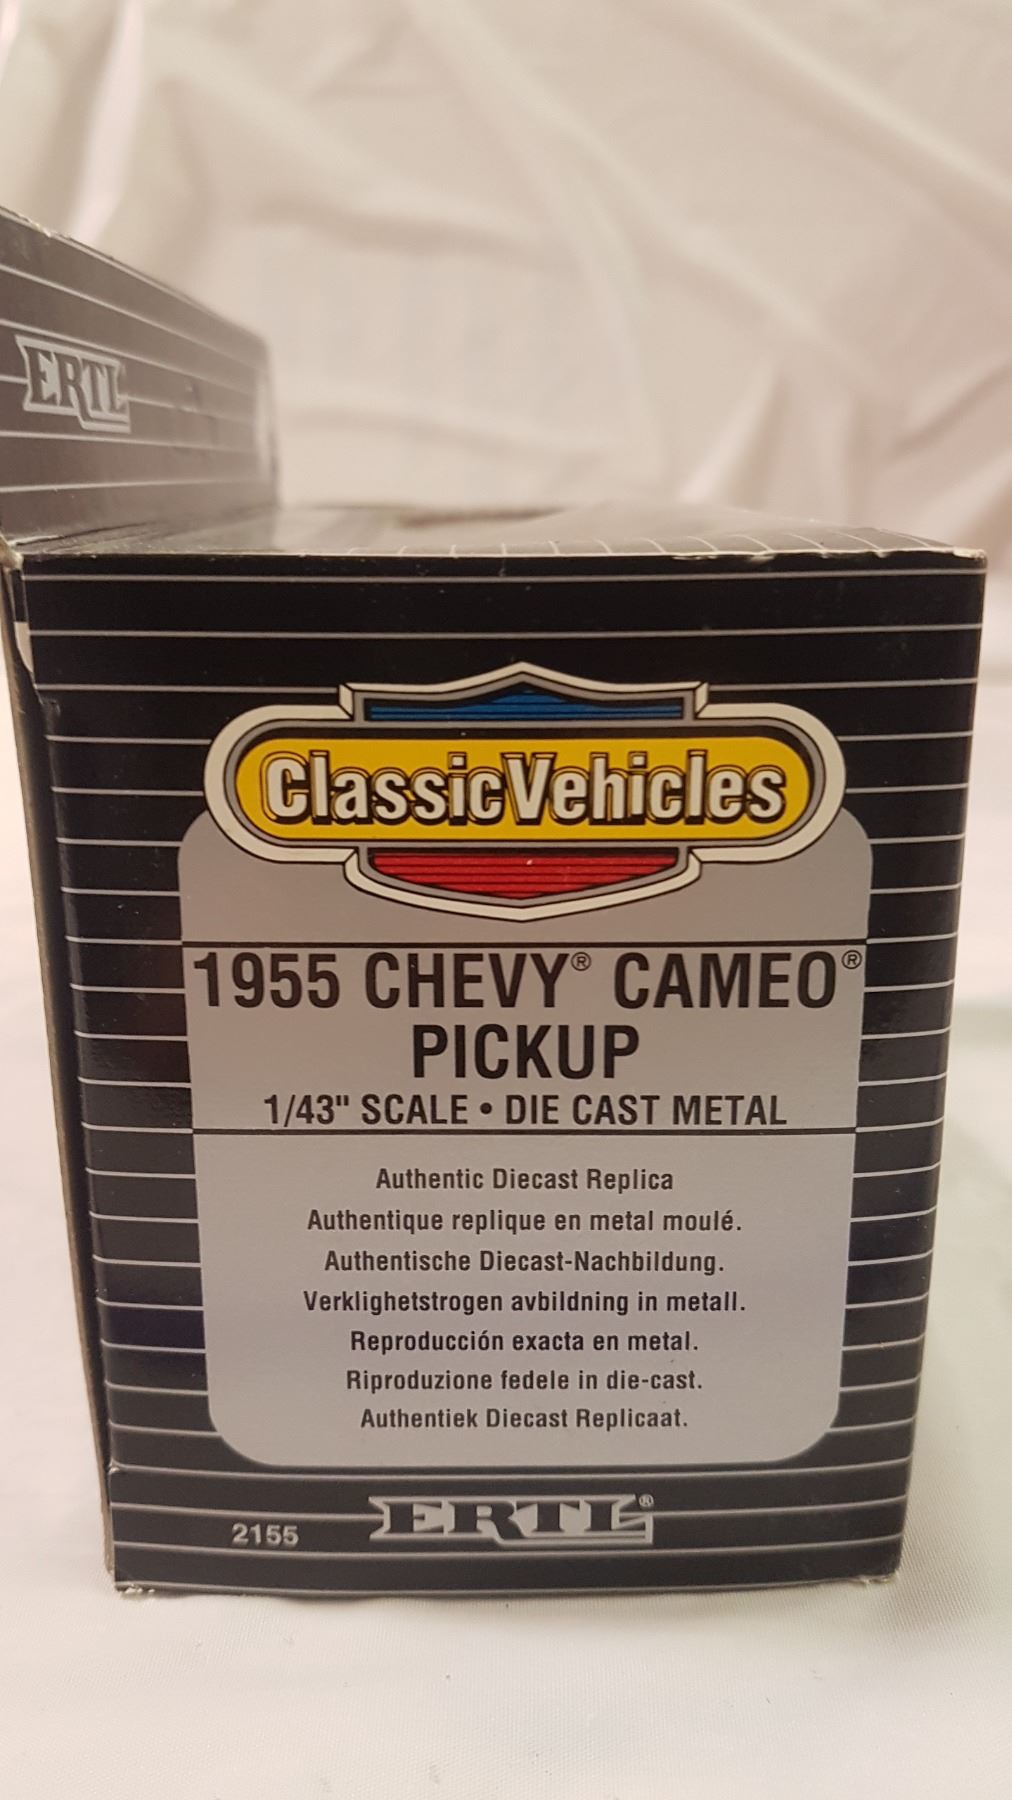 ERTL
ClassicVehicles
1955 CHEVY® CAMEO®
PICKUP
1/43" SCALE • DIE CAST METAL
Authentic Diecast Replica
Authentique replique en metal moulé.
Authentische Diecast-Nachbildung.
Verklighetstrogen avbildning in metall.
Reproducción exacta en metal.
Riproduzione fedele in die-cast.
Authentiek Diecast Replicaat.
2155 ERTL®